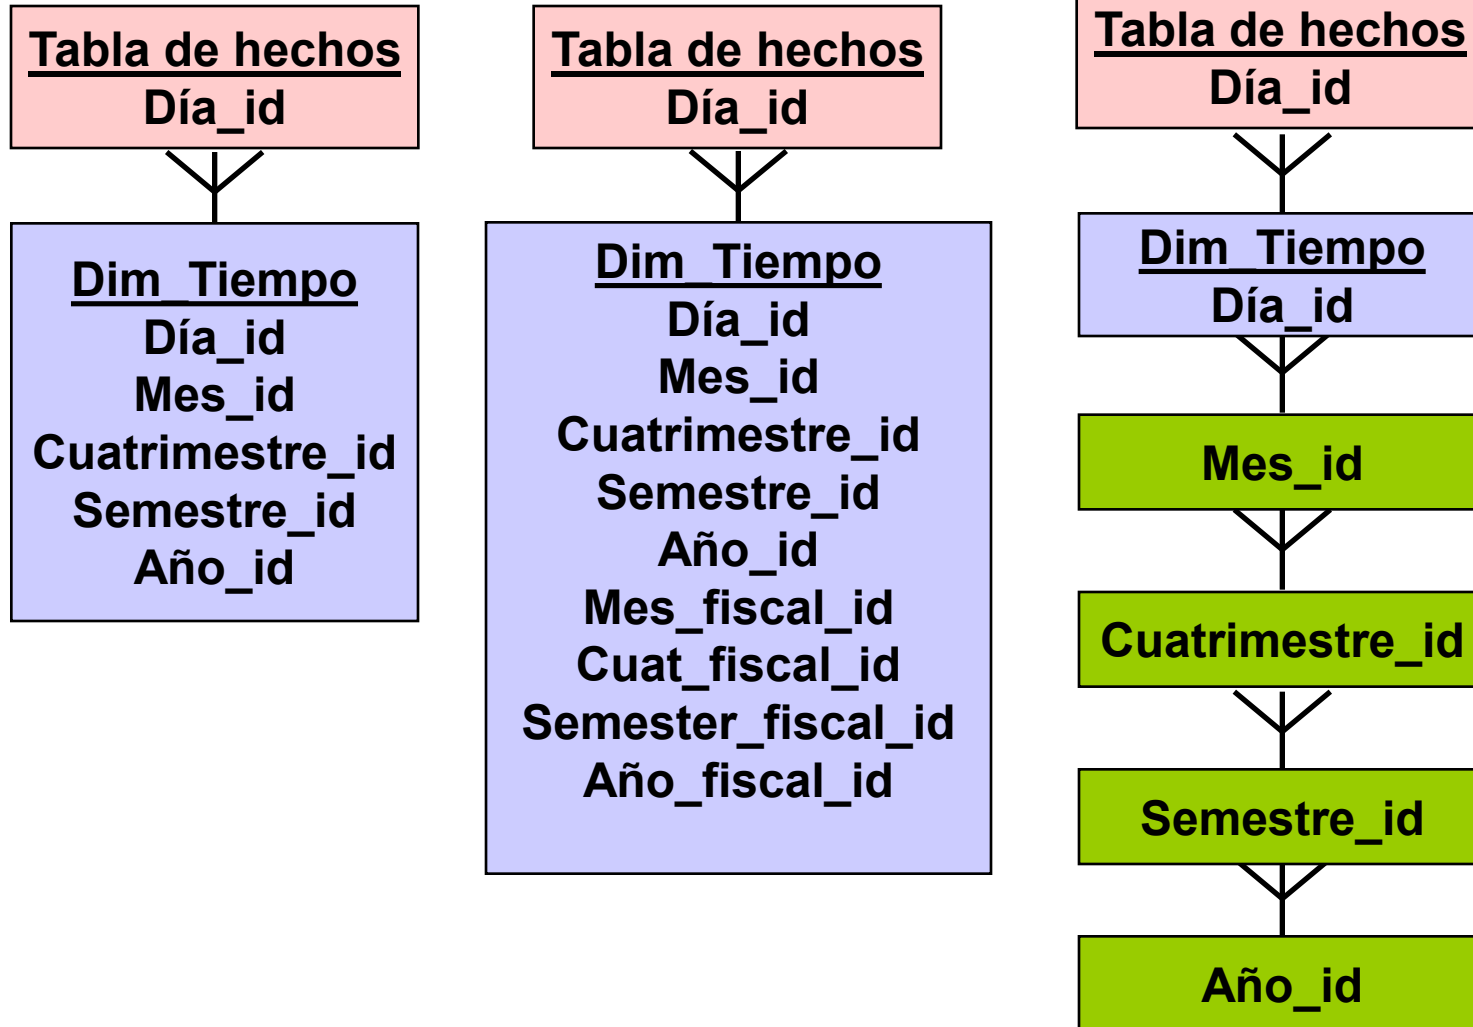 Tabla de hechos
Día_id
Dim_Tiempo
Día_id
Mes_id
Cuatrimestre_id
Semestre_id
Año_id
Tabla de hechos
Día_id
Dim_Tiempo
Día_id
Mes_id
Cuatrimestre_id
Semestre_id
Año_id
Mes_fiscal_id
Cuat_fiscal_id
Semester_fiscal_id
Año_fiscal_id
Tabla de hechos
Día_id
Dim_Tiempo
Día_id
Mes_id
Cuatrimestre_id
Semestre_id
Año_id